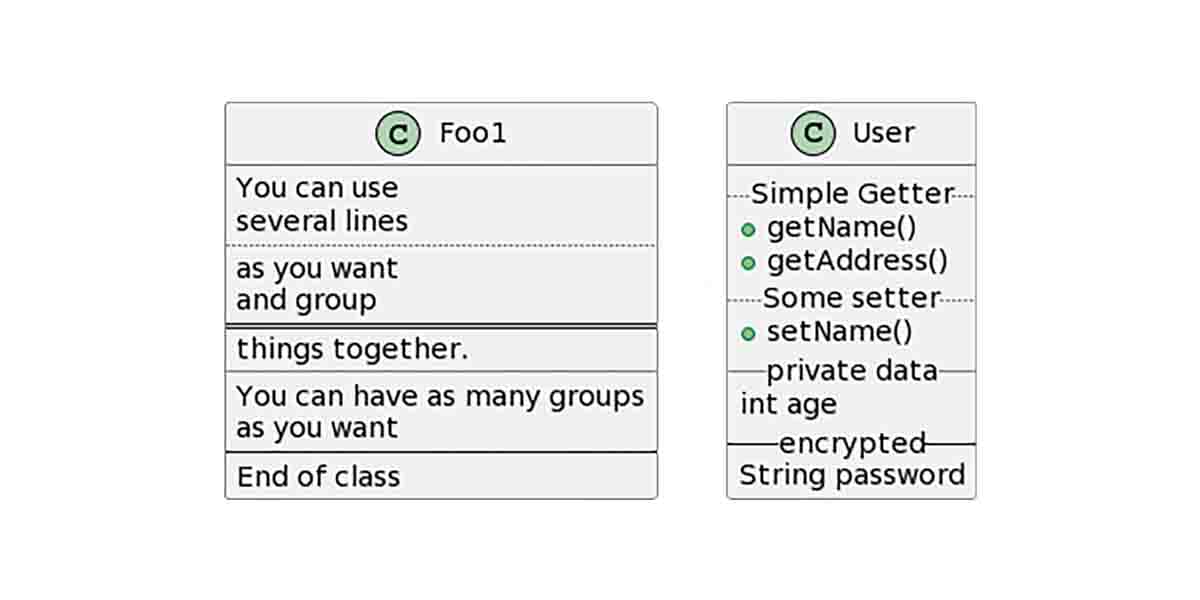 C Foo1
You can use
several lines
as you want
and group
things together.
You can have as many groups
as you want
End of class
C User
Simple Getter
getName()
getAddress()
Some setter
setName()
private data
int age
encrypted
String password